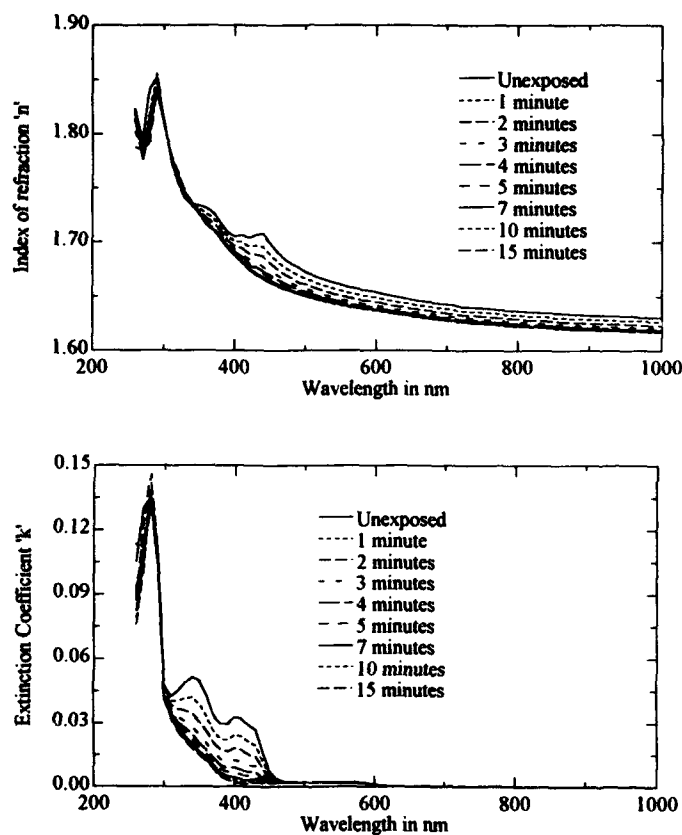 1.90
1.80
1.70
1.60
Index of refraction 'n'
Unexposed
1 minute
2 minutes
3 minutes
4 minutes
5 minutes
7 minutes
10 minutes
15 minutes
200 400 600 800 1000
Wavelength in nm
0.15
0.12
0.09
0.06
0.03
0.00
Extinction Coefficient 'k'
Unexposed
1 minute
2 minutes
3 minutes
4 minutes
5 minutes
7 minutes
10 minutes
15 minutes
200 400 600 800 1000
Wavelength in nm